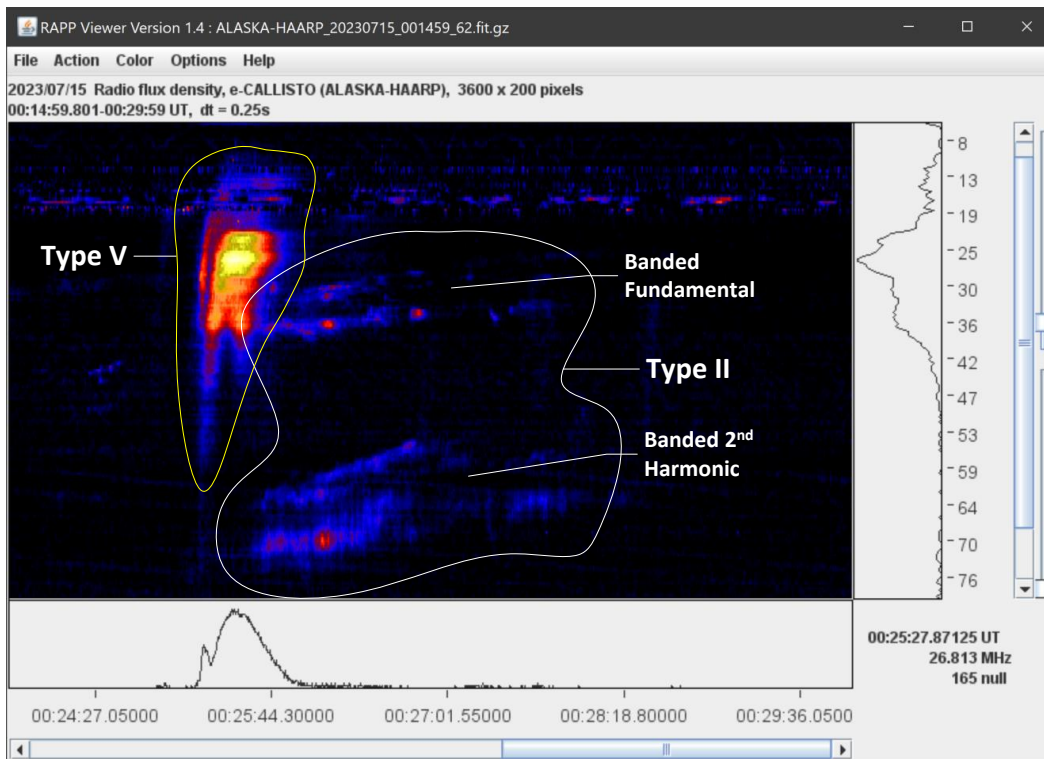 RAPP Viewer Version 1.4 : ALASKA-HAARP_20230715_001459_62.fit.gz
File Action Color Options Help
2023/07/15 Radio flux density, e-CALLISTO (ALASKA-HAARP), 3600 x 200 pixels
00:14:59.801-00:29:59 UT, dt = 0.25s
Type V
Banded
Fundamental
Type II
Banded 2nd
Harmonic
8
13
19
25
30
36
42
47
53
59
64
70
76
00:25:27.87125 UT
26.813 MHz
165 null
00:24:27.05000 00:25:44.30000 00:27:01.55000 00:28:18.80000 00:29:36.0500